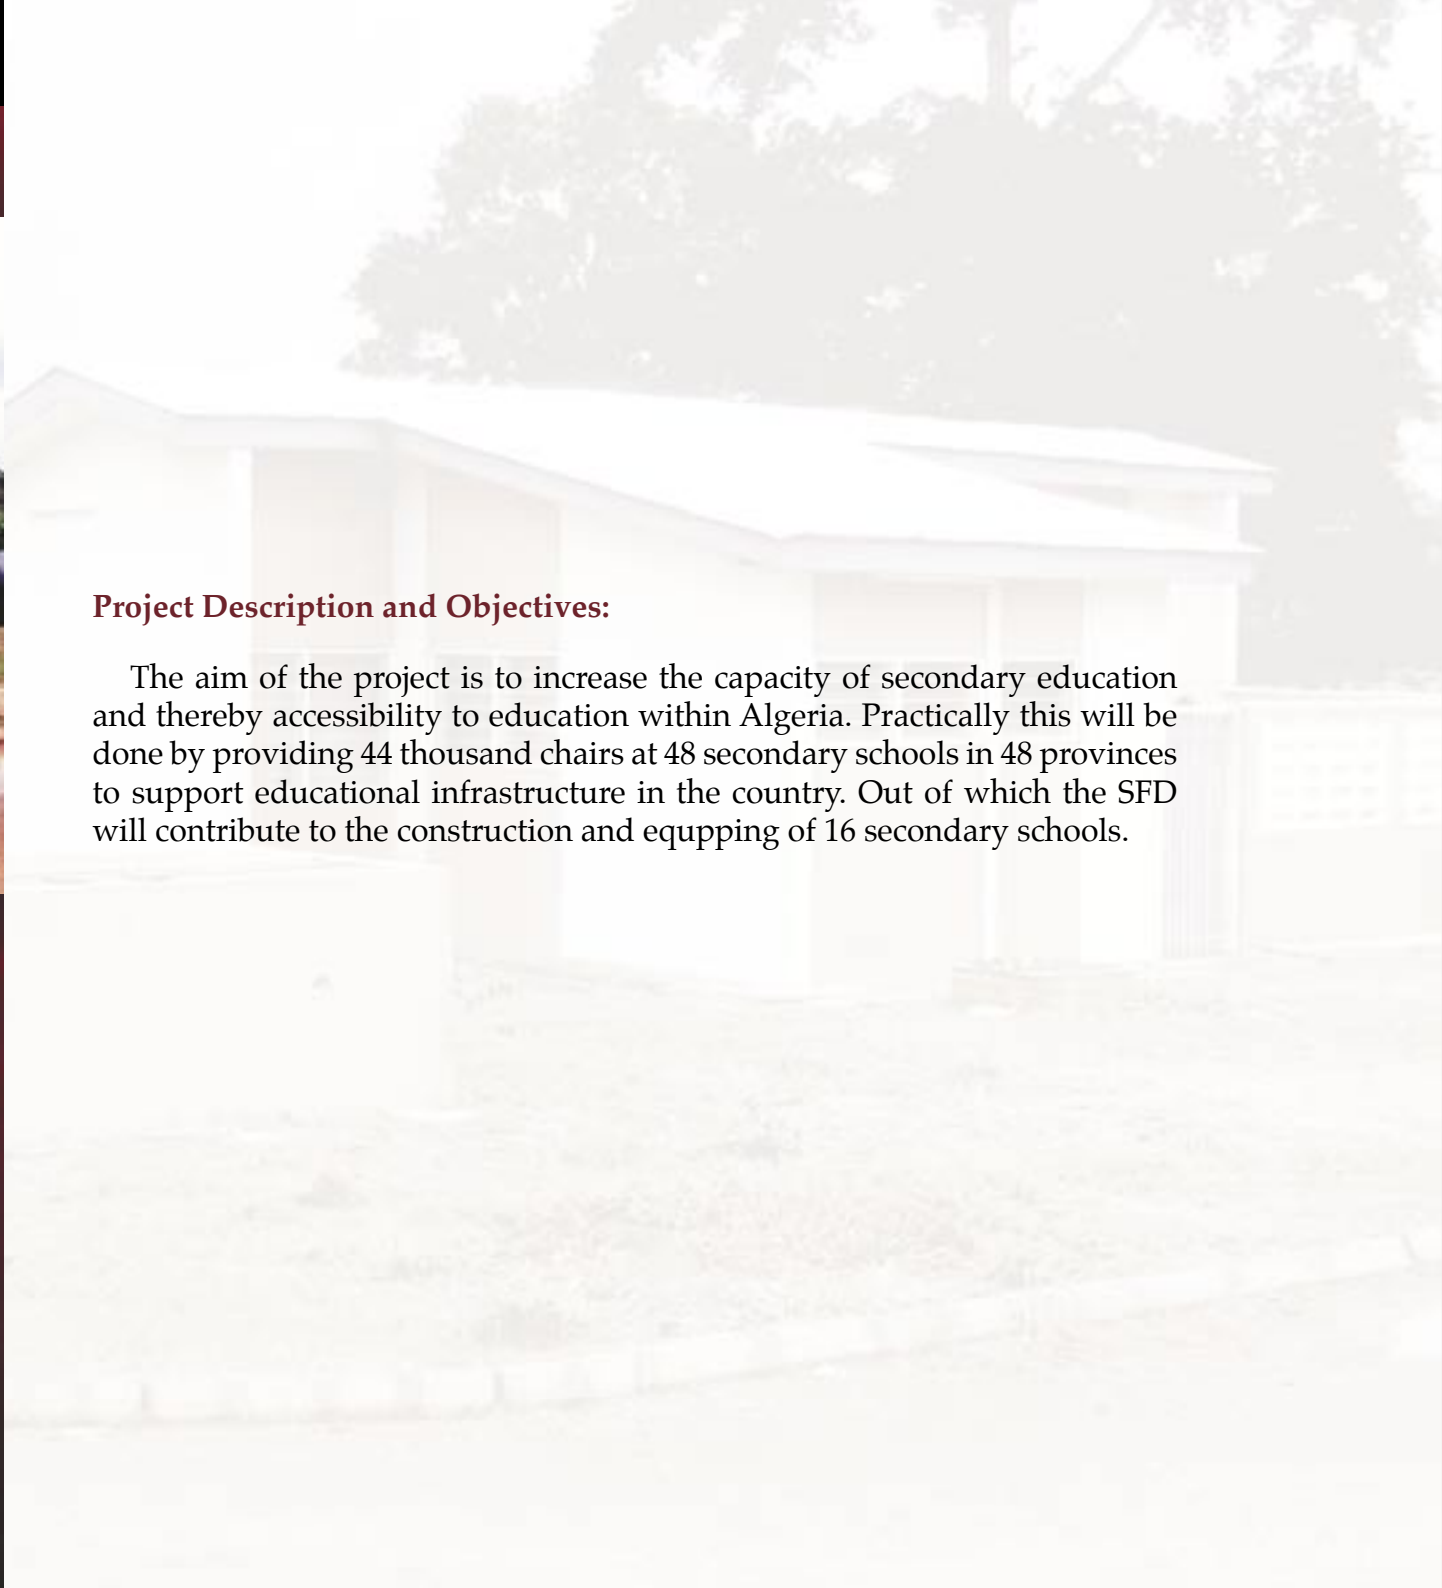 Project Description and Objectives:
The aim of the project is to increase the capacity of secondary education
and thereby accessibility to education within Algeria. Practically this will be
done by providing 44 thousand chairs at 48 secondary schools in 48 provinces
to support educational infrastructure in the country. Out of which the SFD
will contribute to the construction and equpping of 16 secondary schools.